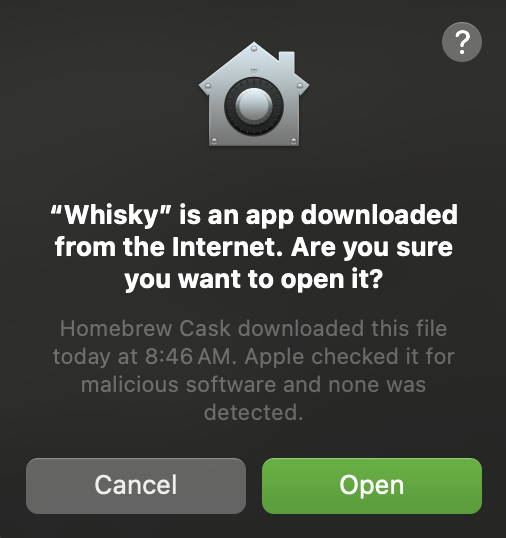 ?
“Whisky” is an app downloaded
from the Internet. Are you sure
you want to open it?
Homebrew Cask downloaded this file
today at 8:46 AM. Apple checked it for
malicious software and none was
detected.
Cancel
Open